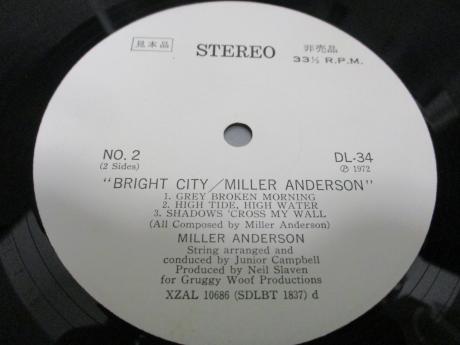 見本品 STEREO 非売品
33⅓ R.P.M.
NO. 2 DL-34
(2 Sides) Ⓟ 1972
"BRIGHT CITY/MILLER ANDERSON"
1. GREY BROKEN MORNING
2. HIGH TIDE, HIGH WATER
3. SHADOWS 'CROSS MY WALL
(All Composed by Miller Anderson)
MILLER ANDERSON
String arranged and
conduced by Junior Campbell
Produced by Neil Slaven
for Gruggy Woof Productions
XZAL 10686 (SDLBT 1837) d